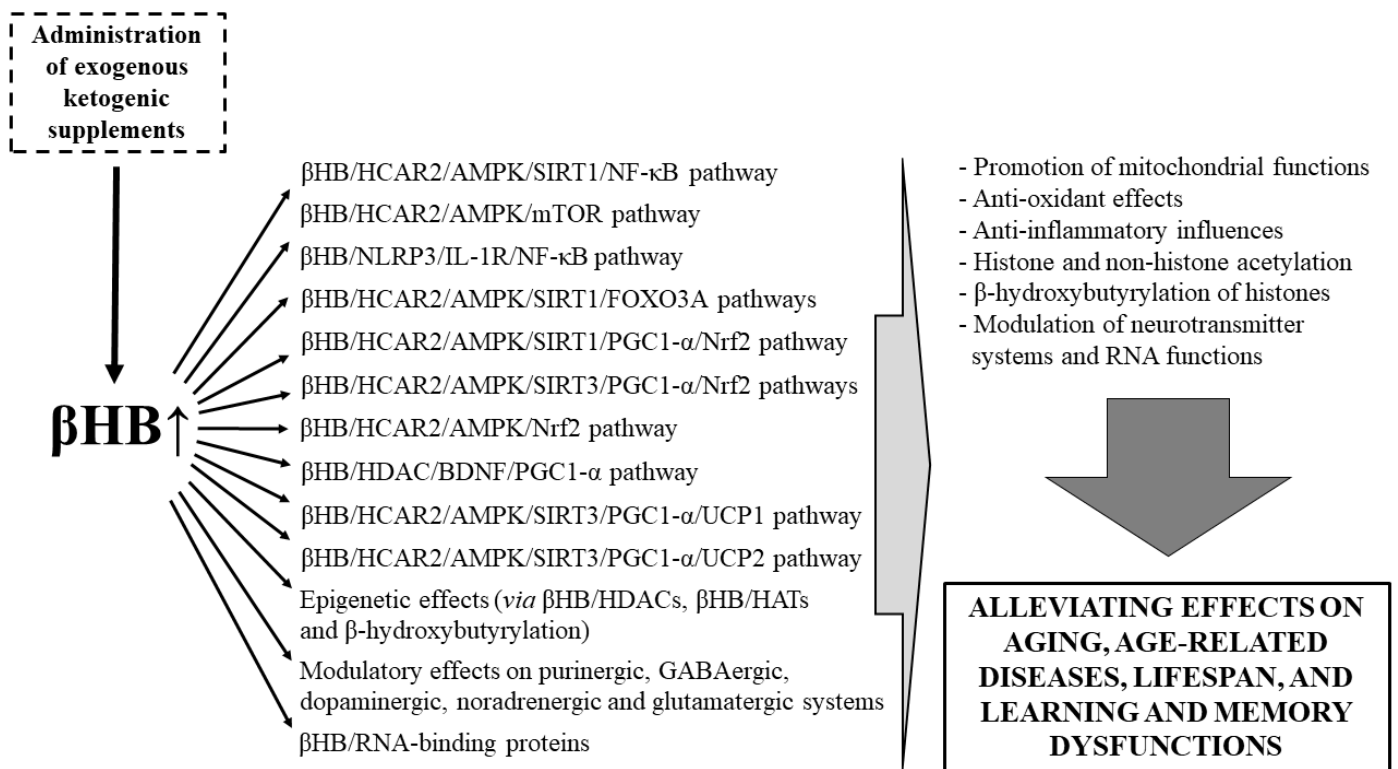 Administration
of exogenous
ketogenic
supplements
βHB↑
βHB/HCAR2/AMPK/SIRT1/NF-κB pathway
βHB/HCAR2/AMPK/mTOR pathway
βHB/NLRP3/IL-1R/NF-κB pathway
βHB/HCAR2/AMPK/SIRT1/FOXO3A pathways
βHB/HCAR2/AMPK/SIRT1/PGC1-α/Nrf2 pathway
βHB/HCAR2/AMPK/SIRT3/PGC1-α/Nrf2 pathways
βHB/HCAR2/AMPK/Nrf2 pathway
βHB/HDAC/BDNF/PGC1-α pathway
βHB/HCAR2/AMPK/SIRT3/PGC1-α/UCP1 pathway
βHB/HCAR2/AMPK/SIRT3/PGC1-α/UCP2 pathway
Epigenetic effects (via βHB/HDACs, βHB/HATs
and β-hydroxybutyrylation)
Modulatory effects on purinergic, GABAergic,
dopaminergic, noradrenergic and glutamatergic systems
βHB/RNA-binding proteins
- Promotion of mitochondrial functions
- Anti-oxidant effects
- Anti-inflammatory influences
- Histone and non-histone acetylation
- β-hydroxybutyrylation of histones
- Modulation of neurotransmitter
systems and RNA functions
ALLEVIATING EFFECTS ON
AGING, AGE-RELATED
DISEASES, LIFESPAN, AND
LEARNING AND MEMORY
DYSFUNCTIONS